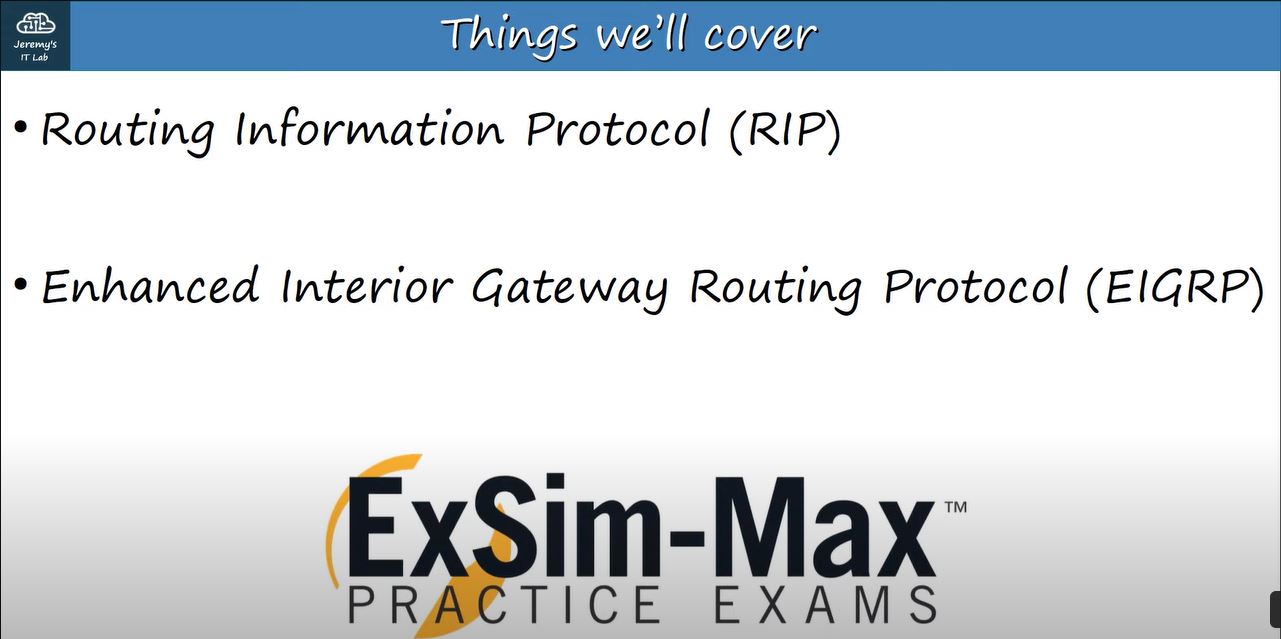 Jeremy's
IT Lab
Things we'll cover
• Routing Information Protocol (RIP)
• Enhanced Interior Gateway Routing Protocol (EIGRP)
ExSim-Max™
PRACTICE EXAMS